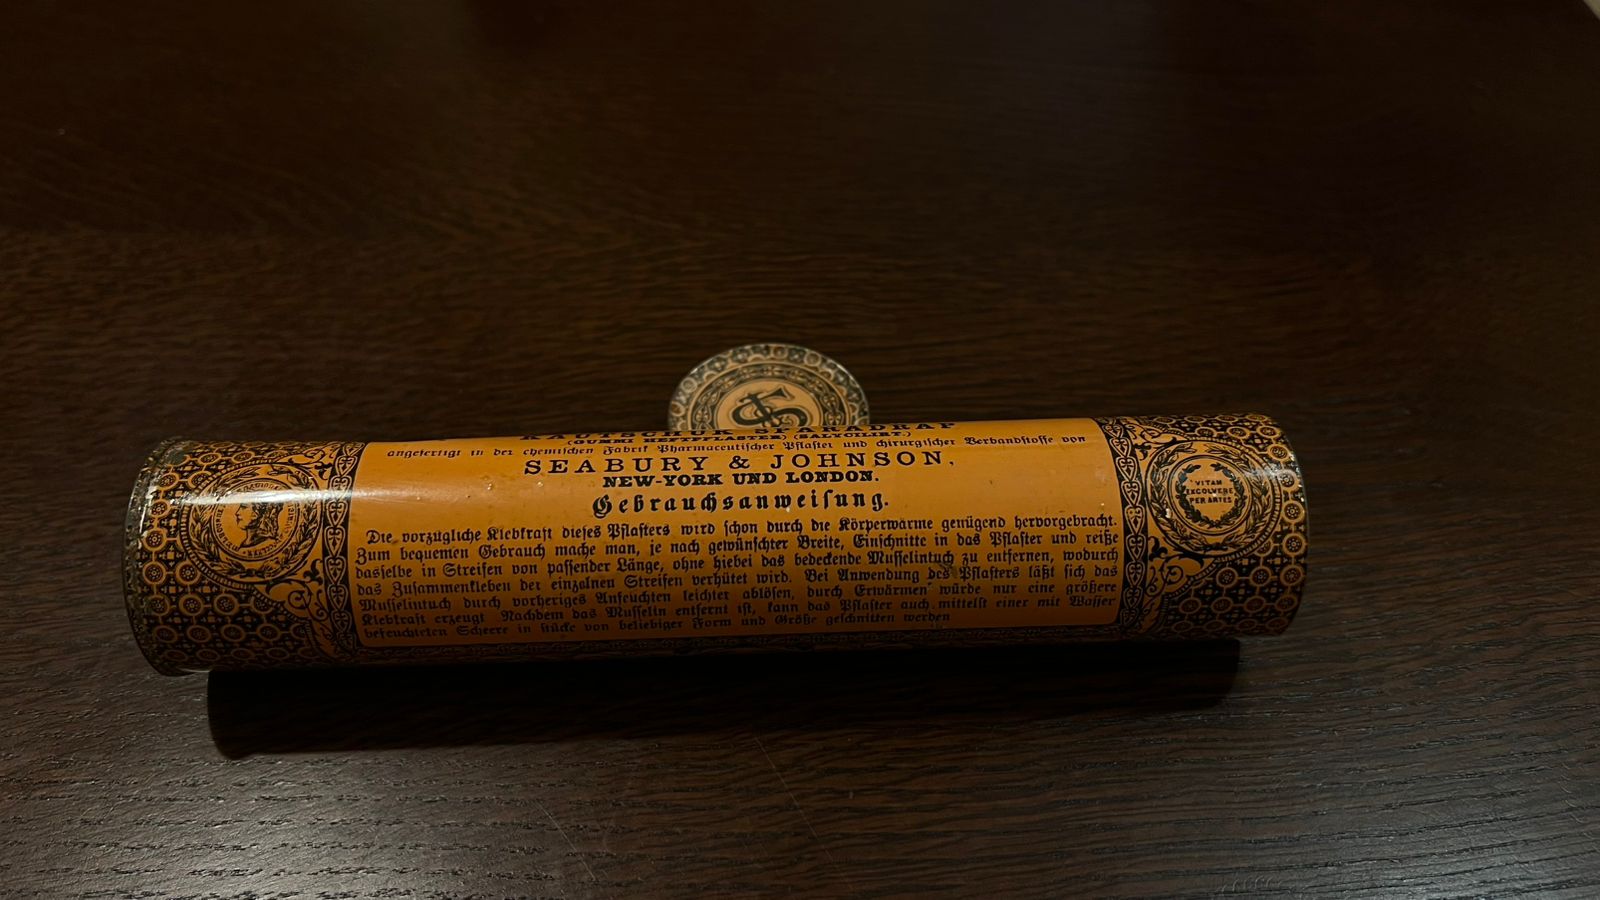 KAUTSCHUK SPARADRAP
(GUMMI HEFTPFLASTER) (SALYCILIST.)
angefertigt in der chemischen Fabrik Pharmaceutischer Pflaster und chirurgischer Verbandstoffe von
SEABURY & JOHNSON,
NEW-YORK UND LONDON.
Gebrauchsanweisung.
Die vorzügliche Klebkraft dieses Pflasters wird schon durch die Körperwärme genügend hervorgebracht.
Zum bequemen Gebrauch mache man, je nach gewünschter Breite, Einschnitte in das Pflaster und reiße
dasselbe in Streifen von passender Länge, ohne hiebei das bedeckende Musselintuch zu entfernen, wodurch
das Zusammenkleben der einzelnen Streifen verhütet wird. Bei Anwendung des Pflasters läßt sich das
Musselintuch durch vorheriges Anfeuchten leichter ablösen, durch Erwärmen würde nur eine größere
Klebkraft erzeugt Nachdem das Musselin entfernt ist, kann das Pflaster auch mittelst einer mit Wasser
befeuchteten Scheere in stücke von beliebiger Form und Größe geschnitten werden
VITAM
EXCOLVERE
PER ARTES